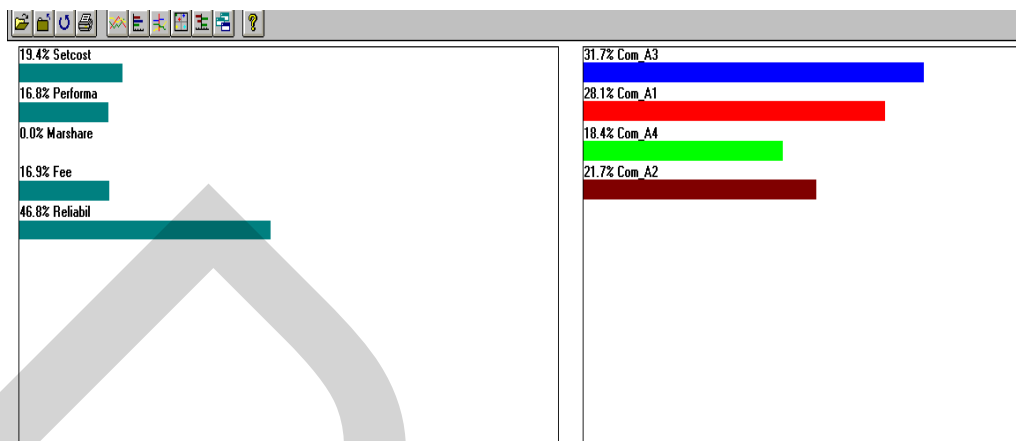 19.4% Setcost
16.8% Performa
0.0% Marshare
16.9% Fee
46.8% Reliabil
31.7% Com_A3
28.1% Com_A1
18.4% Com_A4
21.7% Com_A2